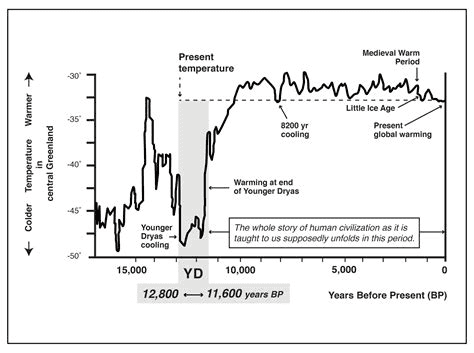 Medieval Warm
Period
Present
temperature
-30°
-35°
-40°
-45°
-50°
Colder Temperature Warmer
in
central Greenland
Little Ice Age
8200 yr
cooling
Present
global warming
Warming at end
of Younger Dryas
Younger
Dryas
cooling
The whole story of human civilization as it is
taught to us supposedly unfolds in this period.
15,000
YD
10,000
5,000
0
12,800 ⟷ 11,600 years BP
Years Before Present (BP)